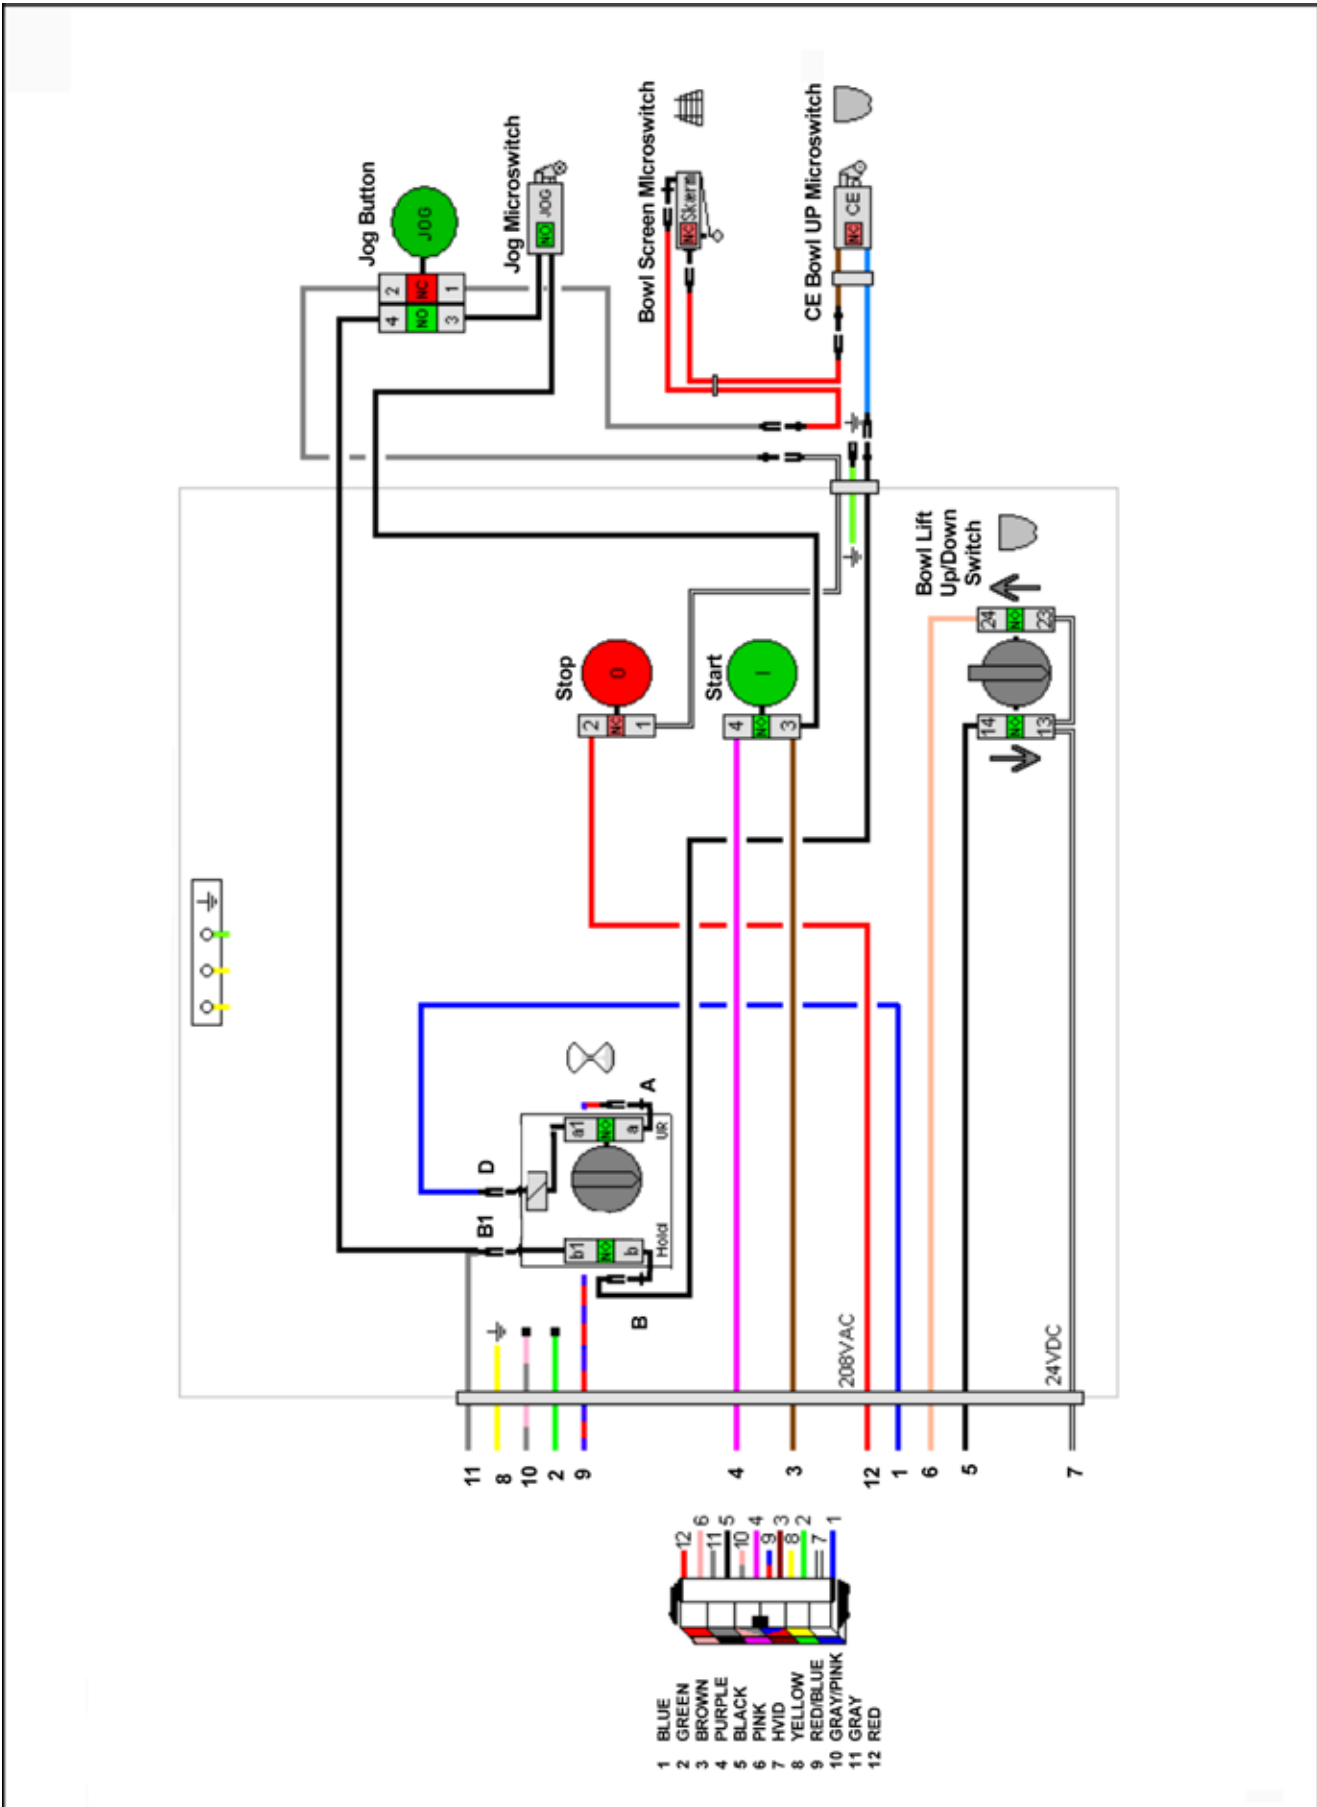 Jog Button
JOG
2
NC
1
4
NO
3
Jog Microswitch
JOG
NO
Bowl Screen MIcroswitch
Skærm
NC
CE Bowl UP Microswitch
CE
NC
Stop
0
2
NC
1
Start
I
4
NO
3
Bowl Lift
Up/Down
Switch
24
NO
23
14
NO
13
D
B1
A
a1
NO
a
UR
b1
NO
b
Hold
B
208VAC
24VDC
11
8
10
2
9
4
3
12
1
6
5
7
12
6
11
5
10
4
9
3
8
2
7
1
1 BLUE
2 GREEN
3 BROWN
4 PURPLE
5 BLACK
6 PINK
7 HVID
8 YELLOW
9 RED/BLUE
10 GRAY/PINK
11 GRAY
12 RED